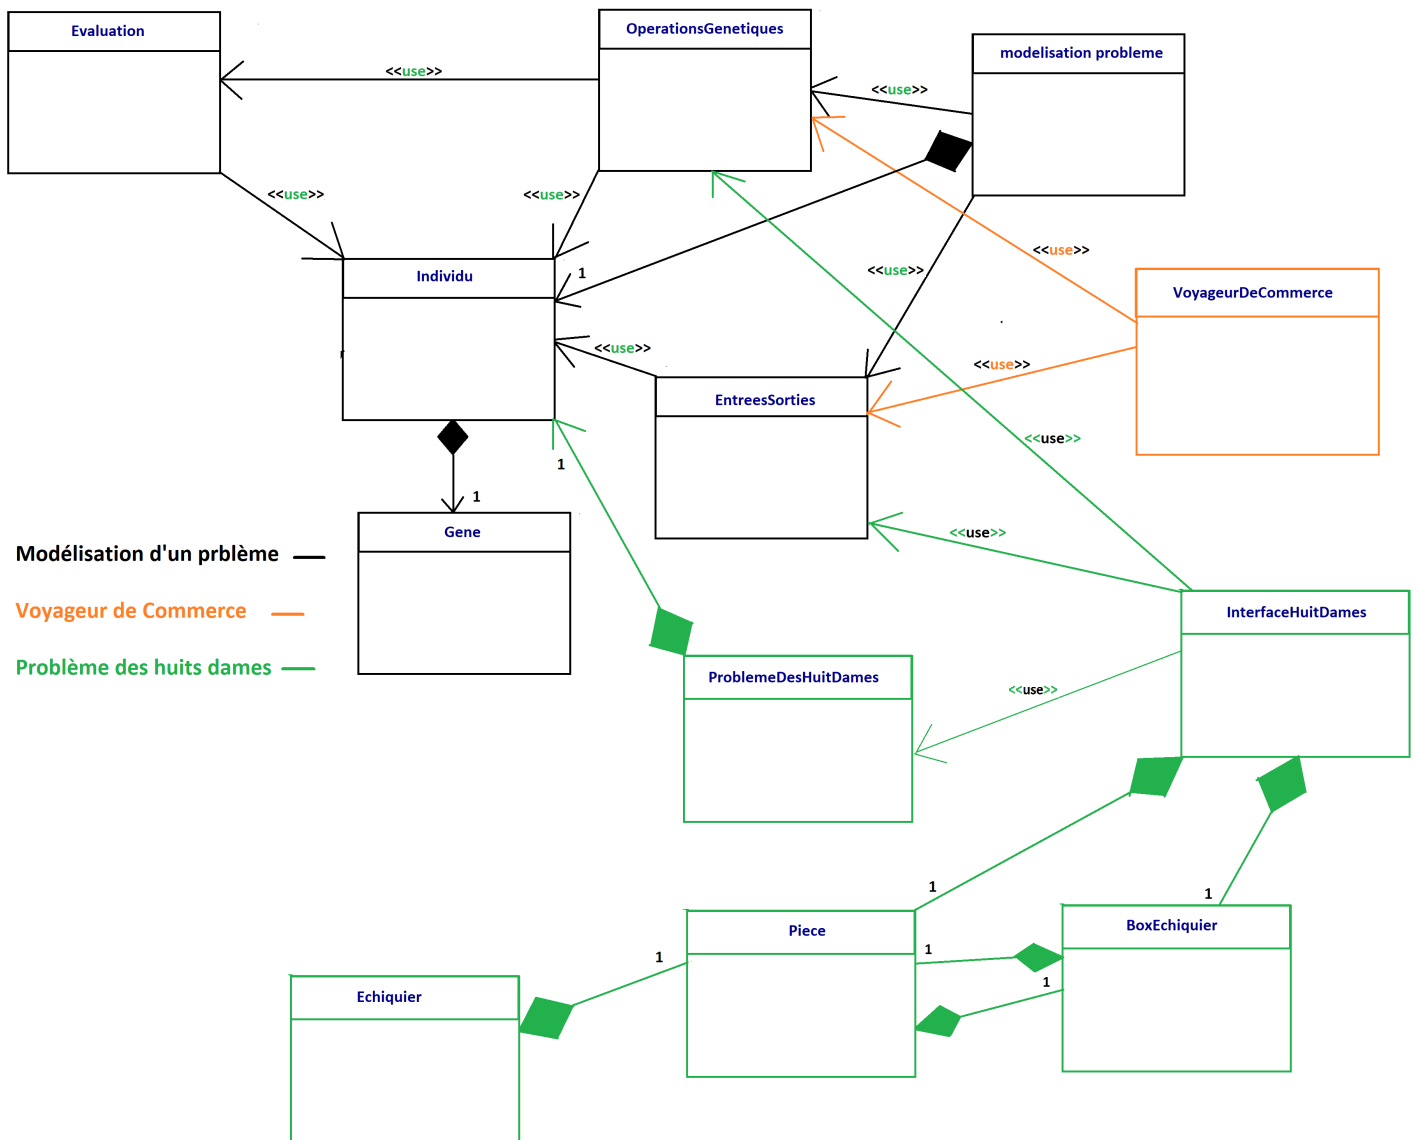 Evaluation
OperationsGenetiques
modelisation probleme
<<use>>
<<use>>
<<use>>
<<use>>
<<use>>
<<use>>
Individu
1
VoyageurDeCommerce
<<use>>
<<use>>
EntreesSorties
<<use>>
1
1
Gene
<<use>>
Modélisation d'un prblème
Voyageur de Commerce
Problème des huits dames
InterfaceHuitDames
ProblemeDesHuitDames
<<use>>
1
1
Piece
BoxEchiquier
1
1
1
Echiquier